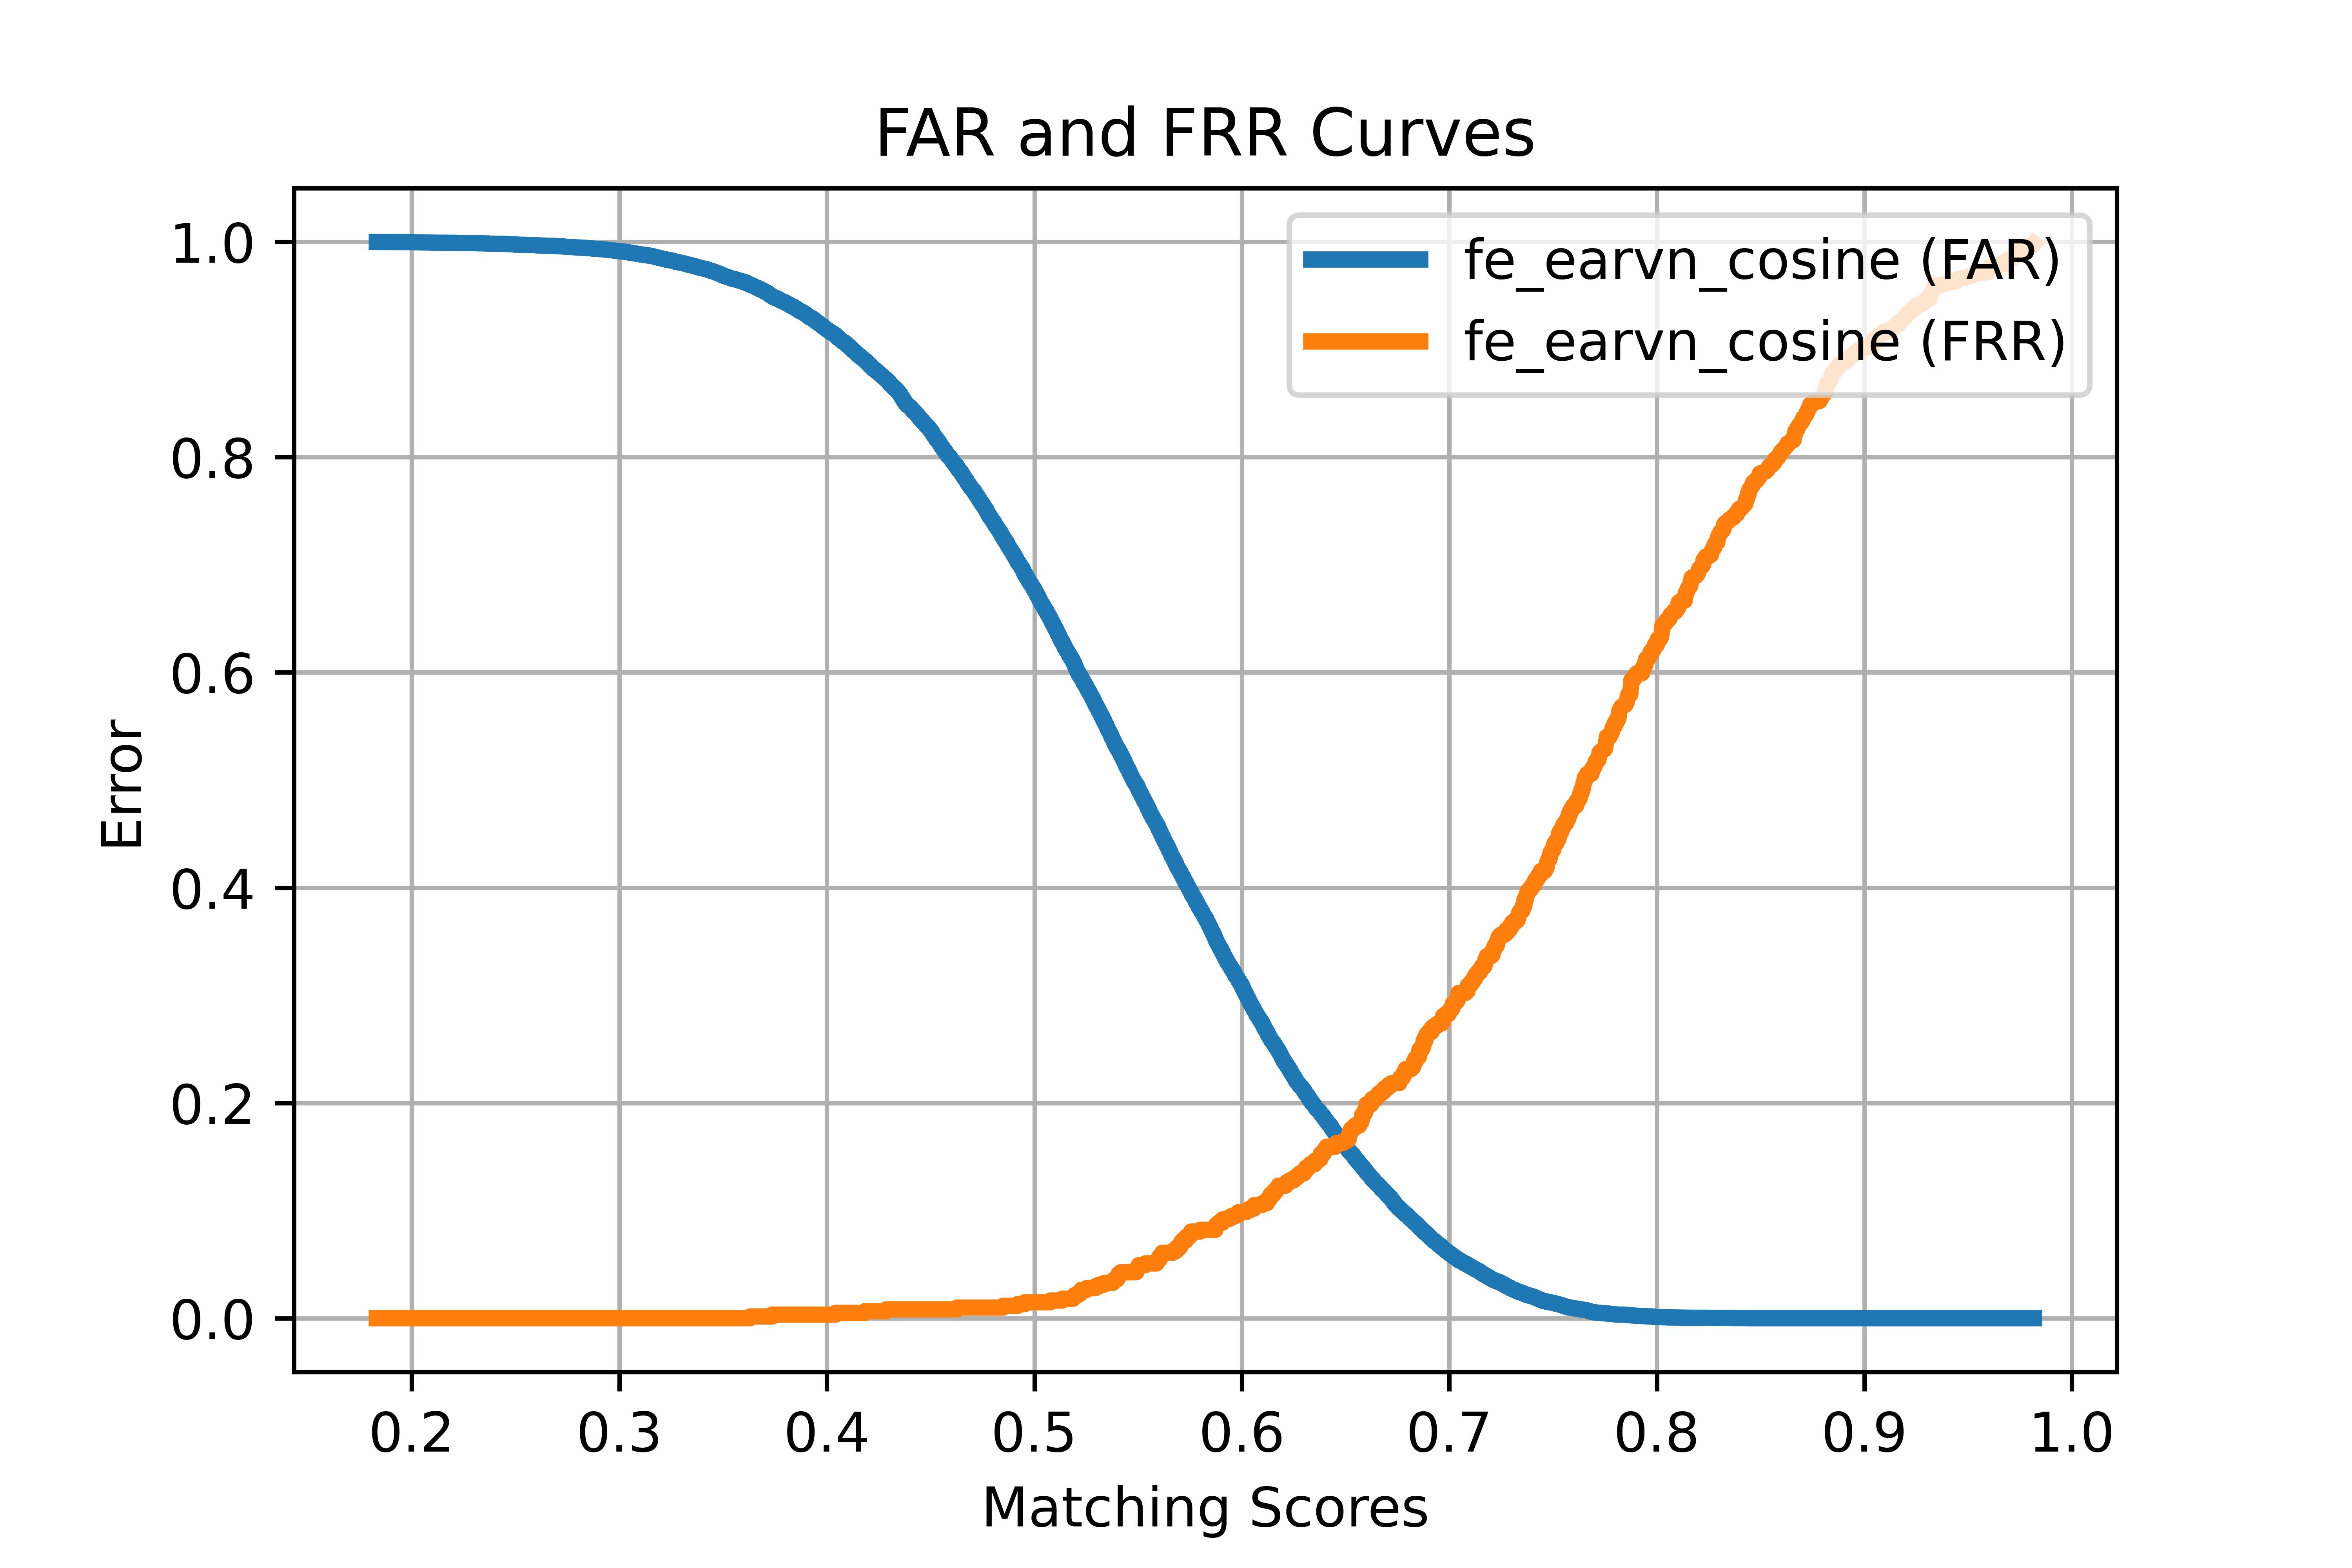 FAR and FRR Curves
fe_earvn_cosine (FAR)
fe_earvn_cosine (FRR)
1.0
0.8
0.6
0.4
0.2
0.0
Error
0.2 0.3 0.4 0.5 0.6 0.7 0.8 0.9 1.0
Matching Scores